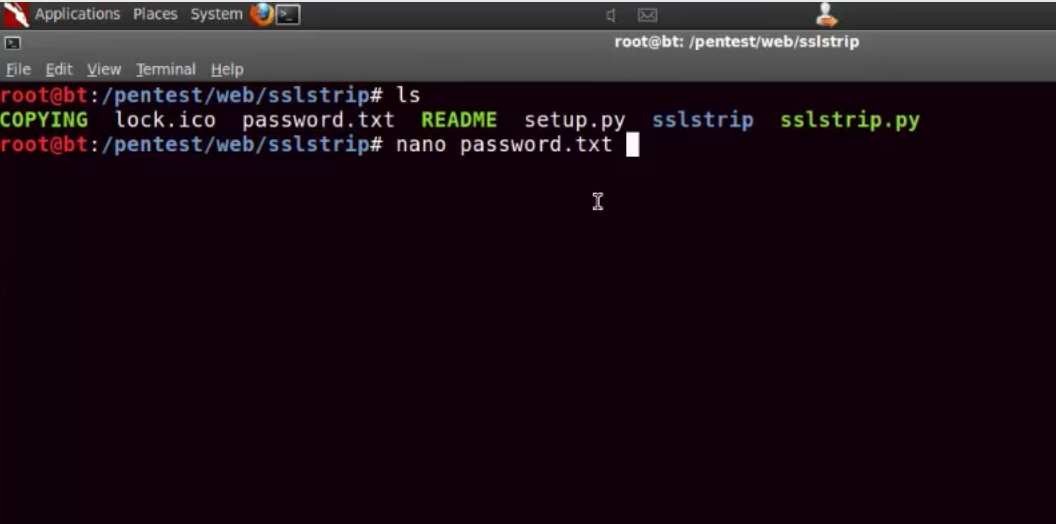 Applications Places System
root@bt: /pentest/web/sslstrip
File Edit View Terminal Help
root@bt:/pentest/web/sslstrip# ls
COPYING lock.ico password.txt README setup.py sslstrip sslstrip.py
root@bt:/pentest/web/sslstrip# nano password.txt